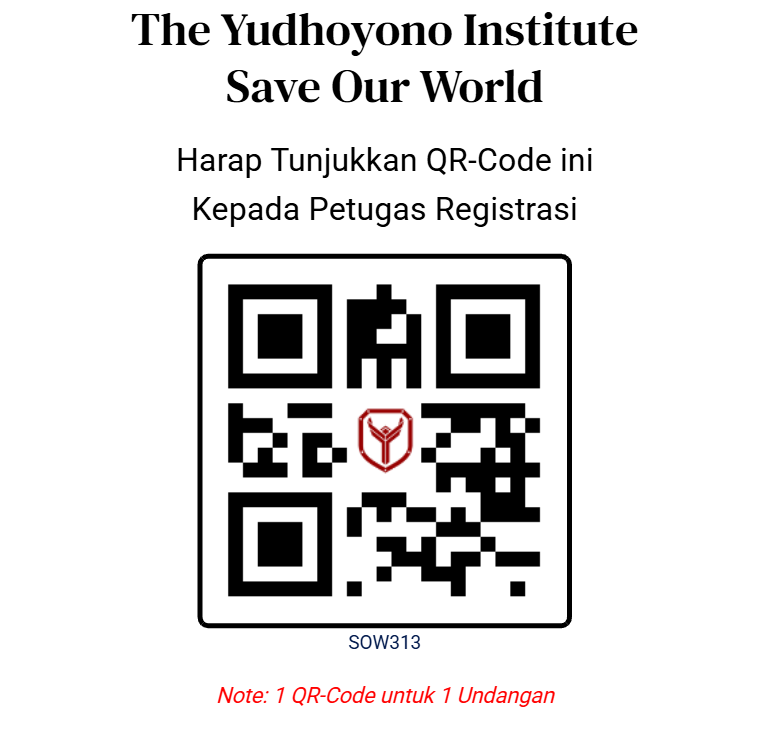 The Yudhoyono Institute
Save Our World
Harap Tunjukkan QR-Code ini
Kepada Petugas Registrasi
SOW313
Note: 1 QR-Code untuk 1 Undangan